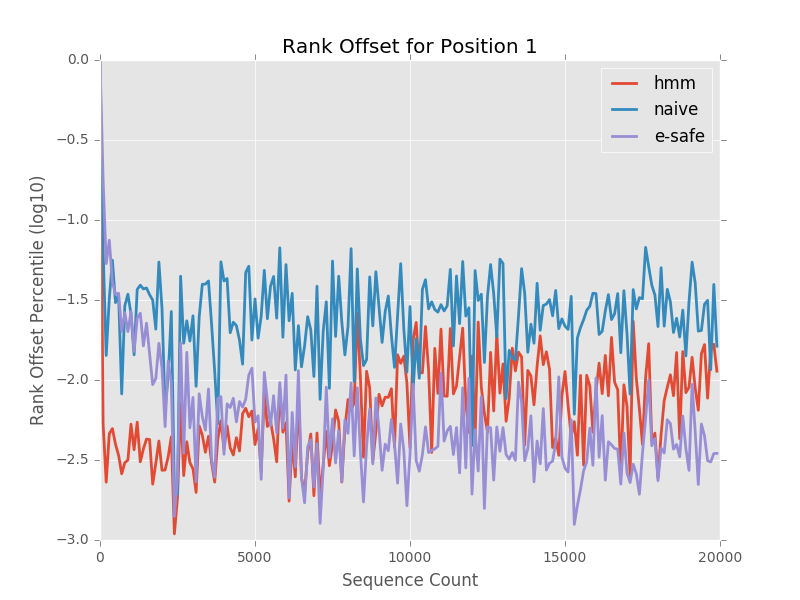 Rank Offset for Position 1
hmm
naive
e-safe
Rank Offset Percentile (log10)
0.0
−0.5
−1.0
−1.5
−2.0
−2.5
−3.0
0
5000
10000
15000
20000
Sequence Count